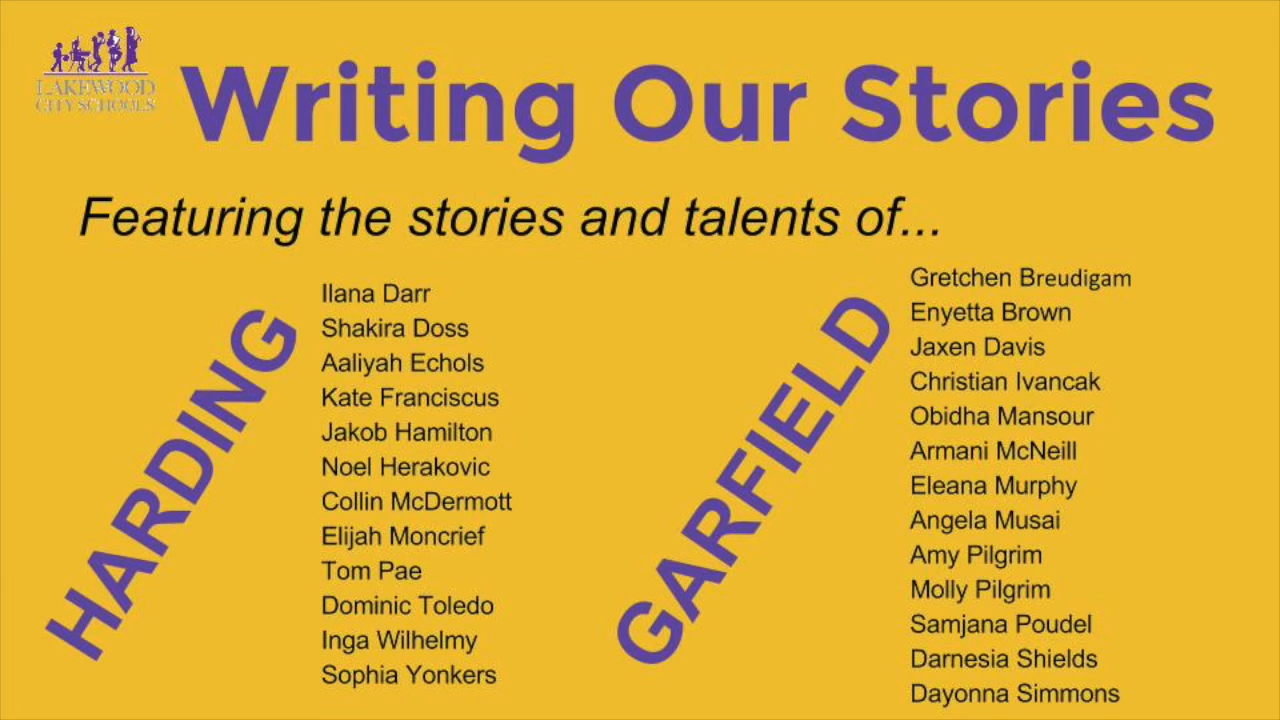 LAKEWOOD
CITY SCHOOLS
Writing Our Stories
Featuring the stories and talents of...
HARDING
Ilana Darr
Shakira Doss
Aaliyah Echols
Kate Franciscus
Jakob Hamilton
Noel Herakovic
Collin McDermott
Elijah Moncrief
Tom Pae
Dominic Toledo
Inga Wilhelmy
Sophia Yonkers
GARFIELD
Gretchen Breudigam
Enyetta Brown
Jaxen Davis
Christian Ivancak
Obidha Mansour
Armani McNeill
Eleana Murphy
Angela Musai
Amy Pilgrim
Molly Pilgrim
Samjana Poudel
Darnesia Shields
Dayonna Simmons